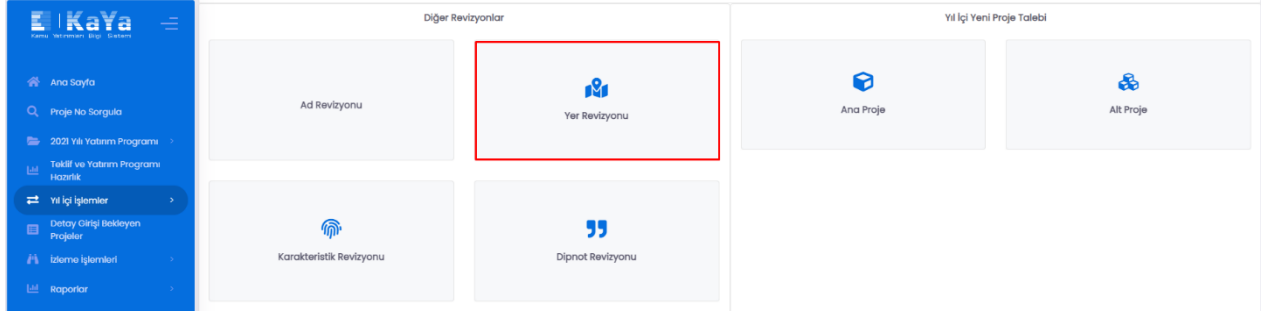 KaYa
Kamu Yatırımları Bilgi Sistemi
Ana Sayfa
Proje No Sorgula
2021 Yılı Yatırım Programı
Teklif ve Yatırım Programı
Hazırlık
Yıl İçi İşlemler
Detay Girişi Bekleyen
Projeler
İzleme İşlemleri
Raporlar
Diğer Revizyonlar
Ad Revizyonu
Yer Revizyonu
Karakteristik Revizyonu
Dipnot Revizyonu
Yıl İçi Yeni Proje Talebi
Ana Proje
Alt Proje